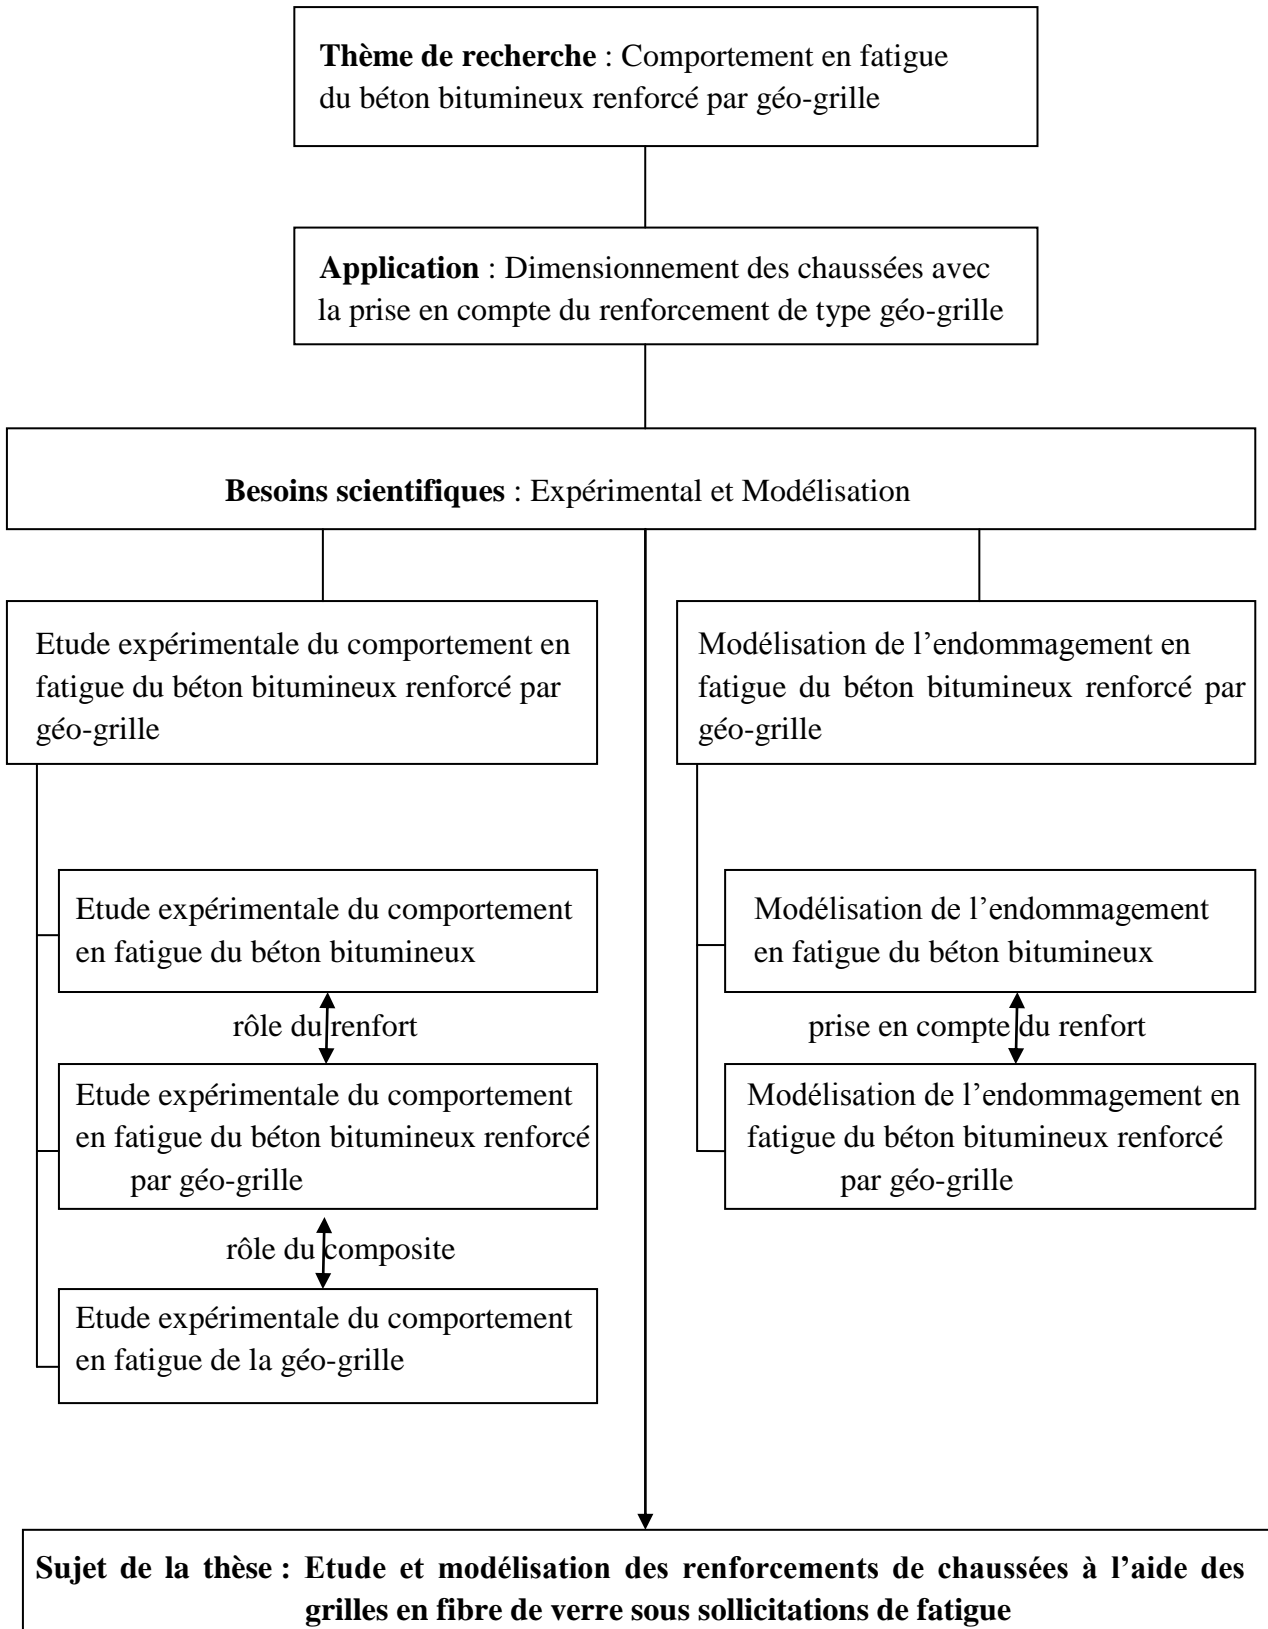 Thème de recherche : Comportement en fatigue
du béton bitumineux renforcé par géo-grille
Application : Dimensionnement des chaussées avec
la prise en compte du renforcement de type géo-grille
Besoins scientifiques : Expérimental et Modélisation
Etude expérimentale du comportement en
fatigue du béton bitumineux renforcé par
géo-grille
Modélisation de l’endommagement en
fatigue du béton bitumineux renforcé par
géo-grille
Etude expérimentale du comportement
en fatigue du béton bitumineux
rôle du renfort
Etude expérimentale du comportement
en fatigue du béton bitumineux renforcé
par géo-grille
rôle du composite
Etude expérimentale du comportement
en fatigue de la géo-grille
Modélisation de l’endommagement
en fatigue du béton bitumineux
prise en compte du renfort
Modélisation de l’endommagement en
fatigue du béton bitumineux renforcé
par géo-grille
Sujet de la thèse : Etude et modélisation des renforcements de chaussées à l’aide des
grilles en fibre de verre sous sollicitations de fatigue